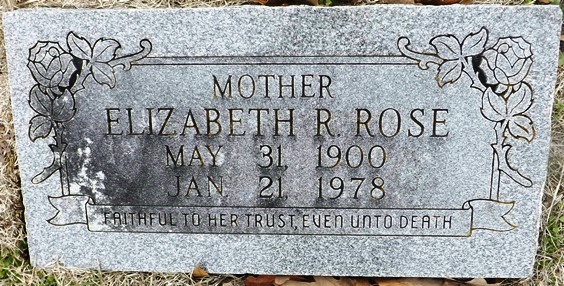 MOTHER
ELIZABETH R. ROSE
MAY 31, 1900
JAN. 21, 1978
FAITHFUL TO HER TRUST, EVEN UNTO DEATH